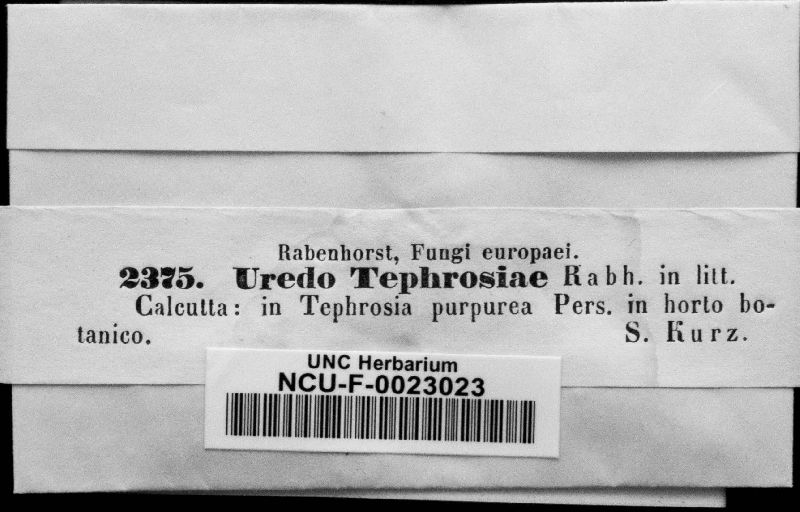 Rabenhorst, Fungi europaei.
2375. Uredo Tephrosiae Rabh. in litt.
Calcutta: in Tephrosia purpurea Pers. in horto bo-
tanico. S. Kurz.
UNC Herbarium
NCU-F-0023023